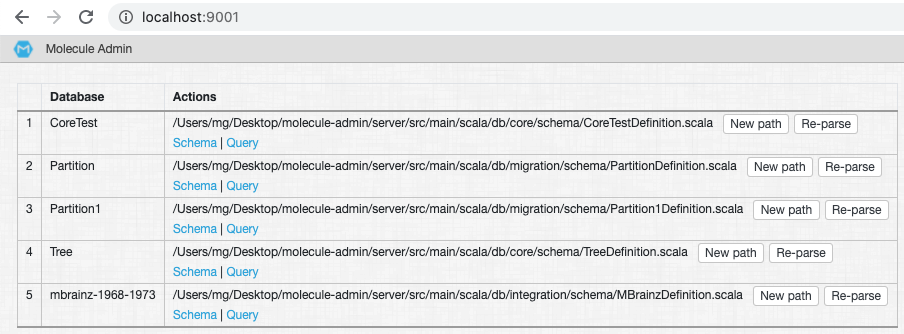 localhost:9001
Molecule Admin
Database Actions
1 CoreTest /Users/mg/Desktop/molecule-admin/server/src/main/scala/db/core/schema/CoreTestDefinition.scala New path Re-parse
Schema | Query
2 Partition /Users/mg/Desktop/molecule-admin/server/src/main/scala/db/migration/schema/PartitionDefinition.scala New path Re-parse
Schema | Query
3 Partition1 /Users/mg/Desktop/molecule-admin/server/src/main/scala/db/migration/schema/Partition1Definition.scala New path Re-parse
Schema | Query
4 Tree /Users/mg/Desktop/molecule-admin/server/src/main/scala/db/core/schema/TreeDefinition.scala New path Re-parse
Schema | Query
5 mbrainz-1968-1973 /Users/mg/Desktop/molecule-admin/server/src/main/scala/db/integration/schema/MBrainzDefinition.scala New path Re-parse
Schema | Query